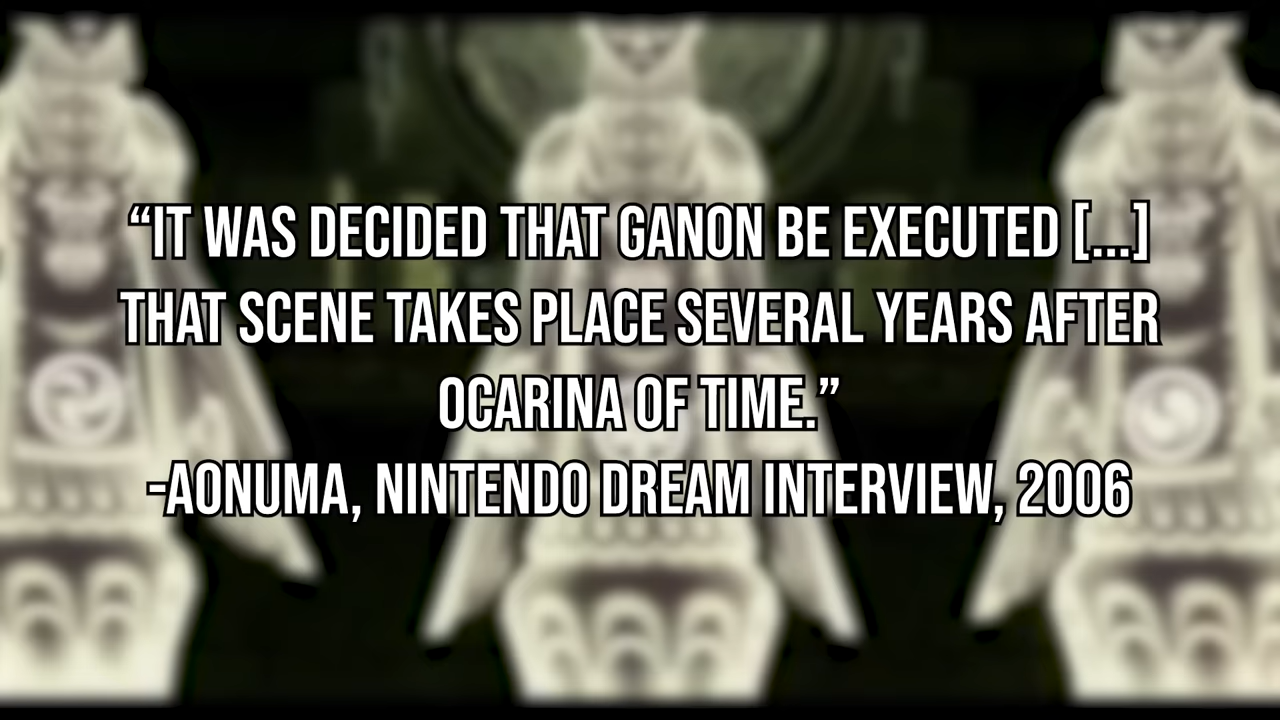 “IT WAS DECIDED THAT GANON BE EXECUTED [...]
THAT SCENE TAKES PLACE SEVERAL YEARS AFTER
OCARINA OF TIME.”
-AONUMA, NINTENDO DREAM INTERVIEW, 2006